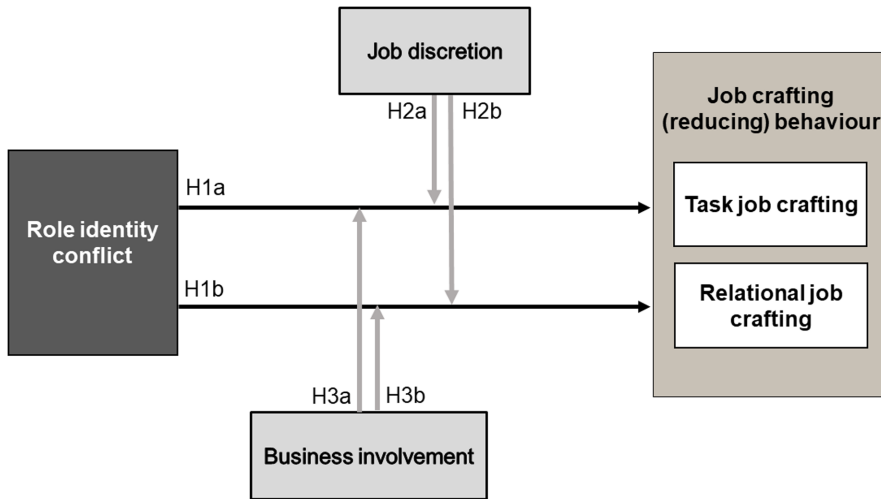 Job discretion
H2a
H2b
Job crafting
(reducing) behaviour
H1a
Task job crafting
Role identity
conflict
H1b
Relational job
crafting
H3a
H3b
Business involvement